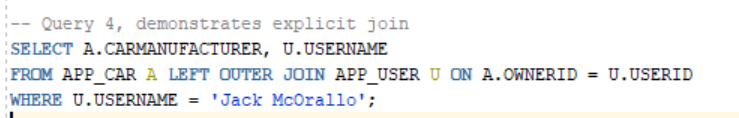 -- Query 4, demonstrates explicit join
SELECT A.CARMANUFACTURER, U.USERNAME
FROM APP_CAR A LEFT OUTER JOIN APP_USER U ON A.OWNERID = U.USERID
WHERE U.USERNAME = 'Jack McOrallo';